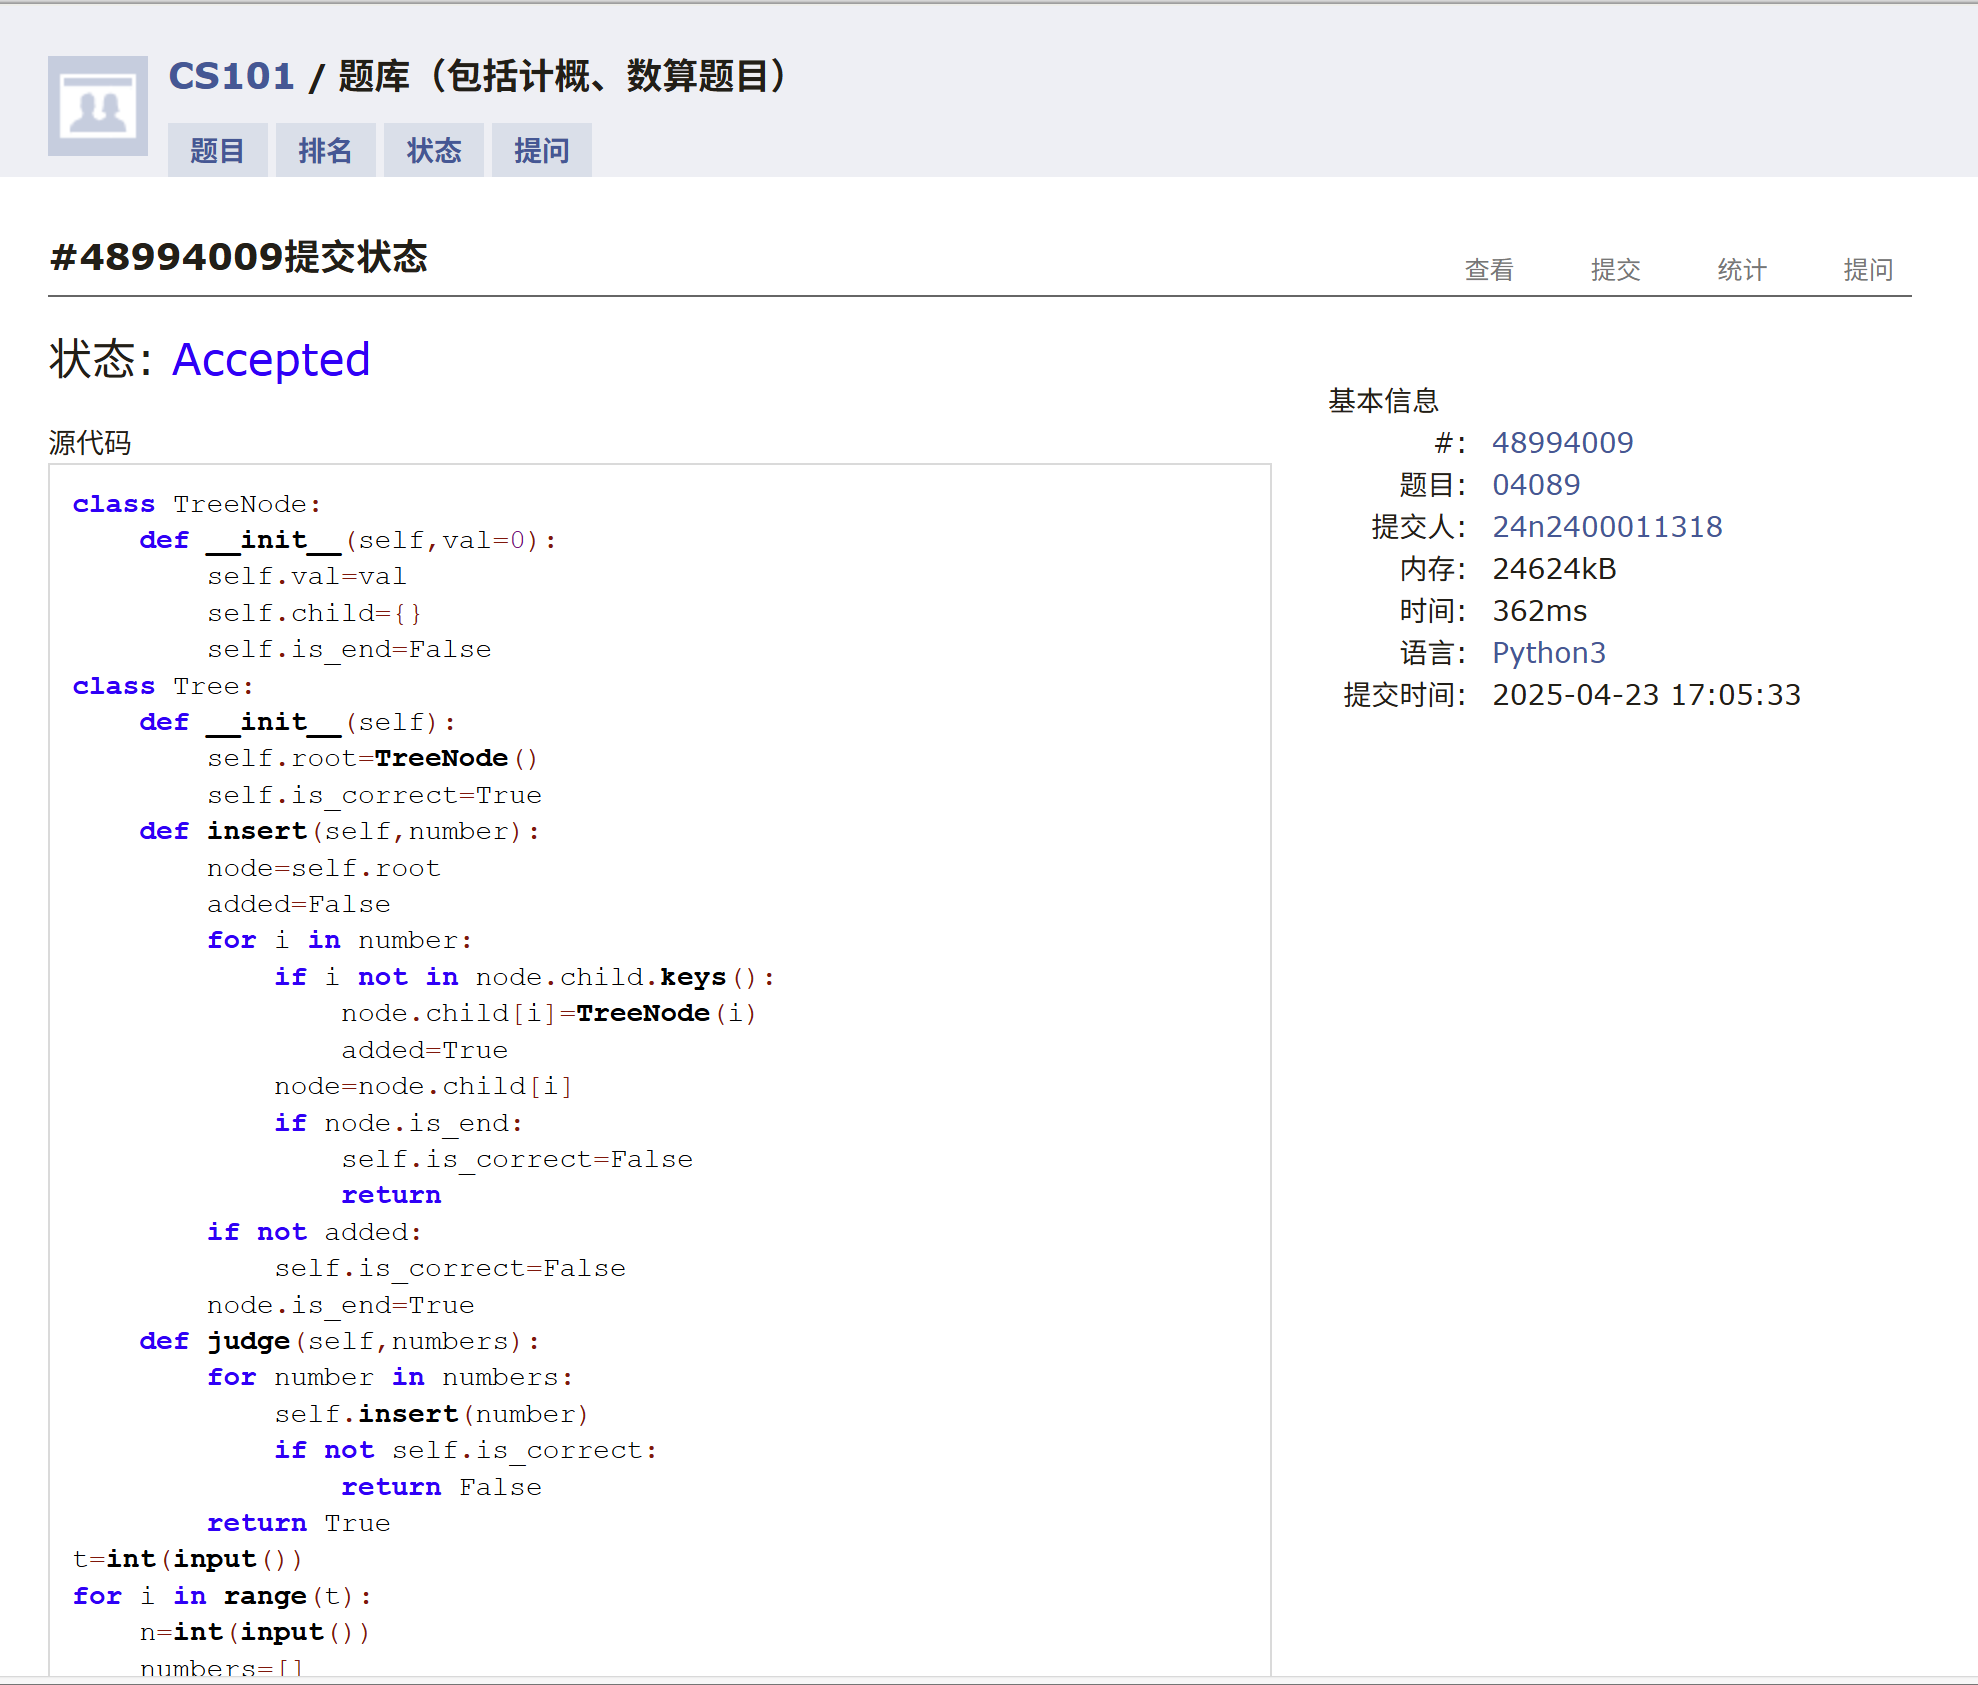 CS101 / 题库（包括计概、数算题目）
题目 排名 状态 提问
#48994009提交状态
查看 提交 统计 提问
状态: Accepted
源代码
class TreeNode:
    def __init__(self,val=0):
        self.val=val
        self.child={}
        self.is_end=False
class Tree:
    def __init__(self):
        self.root=TreeNode()
        self.is_correct=True
    def insert(self,number):
        node=self.root
        added=False
        for i in number:
            if i not in node.child.keys():
                node.child[i]=TreeNode(i)
                added=True
            node=node.child[i]
            if node.is_end:
                self.is_correct=False
                return
        if not added:
            self.is_correct=False
        node.is_end=True
    def judge(self,numbers):
        for number in numbers:
            self.insert(number)
            if not self.is_correct:
                return False
        return True
t=int(input())
for i in range(t):
    n=int(input())
    numbers=[]
基本信息
#: 48994009
题目: 04089
提交人: 24n2400011318
内存: 24624kB
时间: 362ms
语言: Python3
提交时间: 2025-04-23 17:05:33